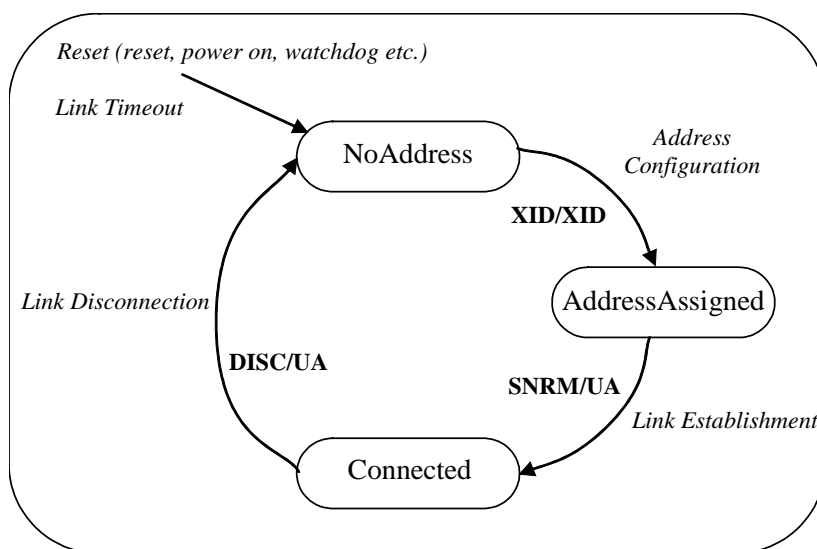 Reset (reset, power on, watchdog etc.)
Link Timeout
NoAddress
Address
Configuration
XID/XID
Link Disconnection
AddressAssigned
DISC/UA
SNRM/UA
Link Establishment
Connected